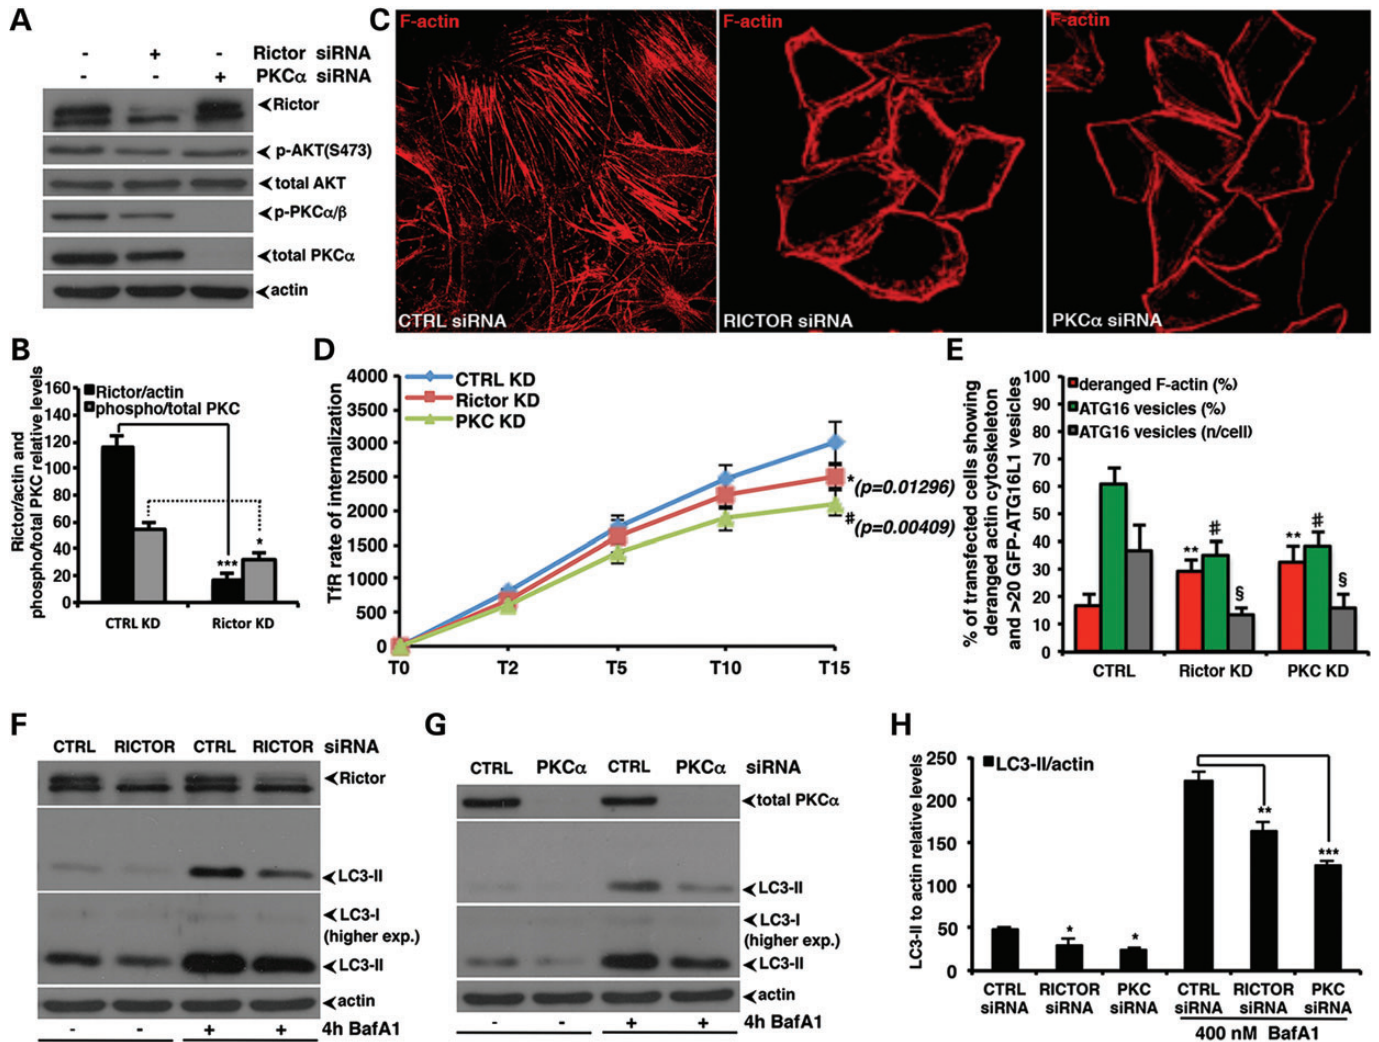 A
- + - Rictor siRNA
- - + PKCα siRNA
Rictor
p-AKT(S473)
total AKT
p-PKCα/β
total PKCα
actin
C
F-actin
CTRL siRNA
F-actin
RICTOR siRNA
F-actin
PKCα siRNA
B
Rictor/actin and
phospho/total PKC relative levels
160
140
120
100
80
60
40
20
0
Rictor/actin
phospho/total PKC
***
*
CTRL KD
Rictor KD
D
TfR rate of internalization
4000
3500
3000
2500
2000
1500
1000
500
0
CTRL KD
Rictor KD
PKC KD
*(p=0.01296)
#(p=0.00409)
T0
T2
T5
T10
T15
E
% of transfected cells showing
deranged actin cytoskeleton
and >20 GFP-ATG16L1 vesicles
100
90
80
70
60
50
40
30
20
10
0
deranged F-actin (%)
ATG16 vesicles (%)
ATG16 vesicles (n/cell)
** # §
** # §
CTRL
Rictor KD
PKC KD
F
CTRL RICTOR CTRL RICTOR siRNA
Rictor
LC3-II
LC3-I
(higher exp.)
LC3-II
actin
- - + + 4h BafA1
G
CTRL PKCα CTRL PKCα siRNA
total PKCα
LC3-II
LC3-I
(higher exp.)
LC3-II
actin
- - + + 4h BafA1
H
LC3-II to actin relative levels
250
200
150
100
50
0
LC3-II/actin
*
*
**
***
CTRL siRNA
RICTOR siRNA
PKC siRNA
CTRL siRNA
RICTOR siRNA
PKC siRNA
400 nM BafA1